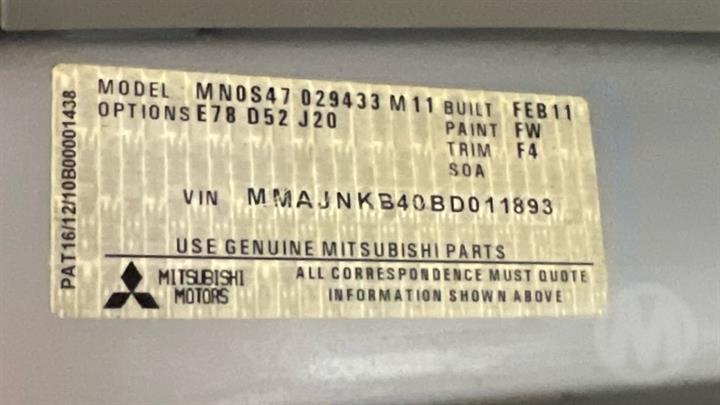 MODEL MN0S47 029433 M11 BUILT FEB11
OPTIONS E78 D52 J20 PAINT FW
TRIM F4
SOA
VIN MMAJNKB40BD011893
USE GENUINE MITSUBISHI PARTS
MITSUBISHI MOTORS
ALL CORRESPONDENCE MUST QUOTE
INFORMATION SHOWN ABOVE
PAT16/12/10B00001438
M